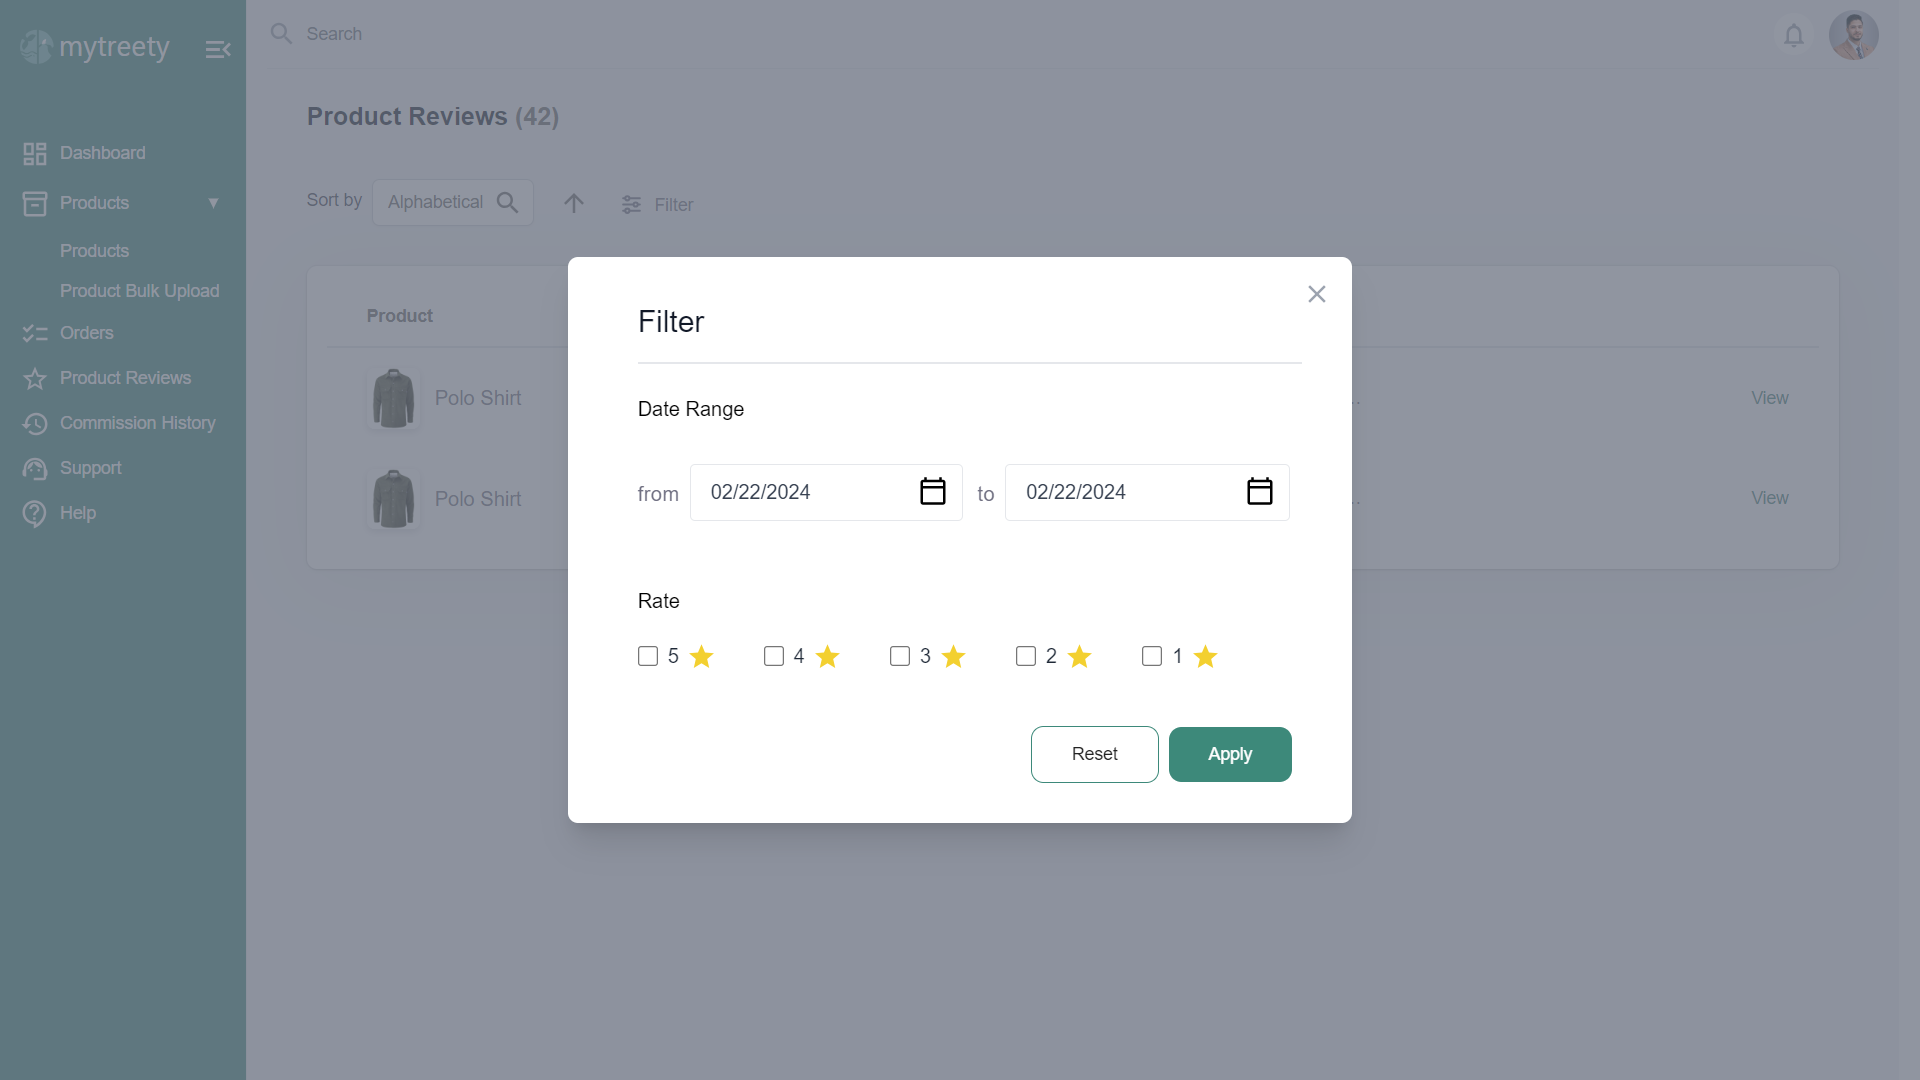 mytreety
Search
Product Reviews (42)
Dashboard
Products ▼
Sort by Alphabetical Filter
Products
Product Bulk Upload
Orders
Product Reviews
Commission History
Support
Help
Product
Polo Shirt .. View
Polo Shirt .. View
Filter
Date Range
from 02/22/2024 to 02/22/2024
Rate
5 4 3 2 1
Reset Apply